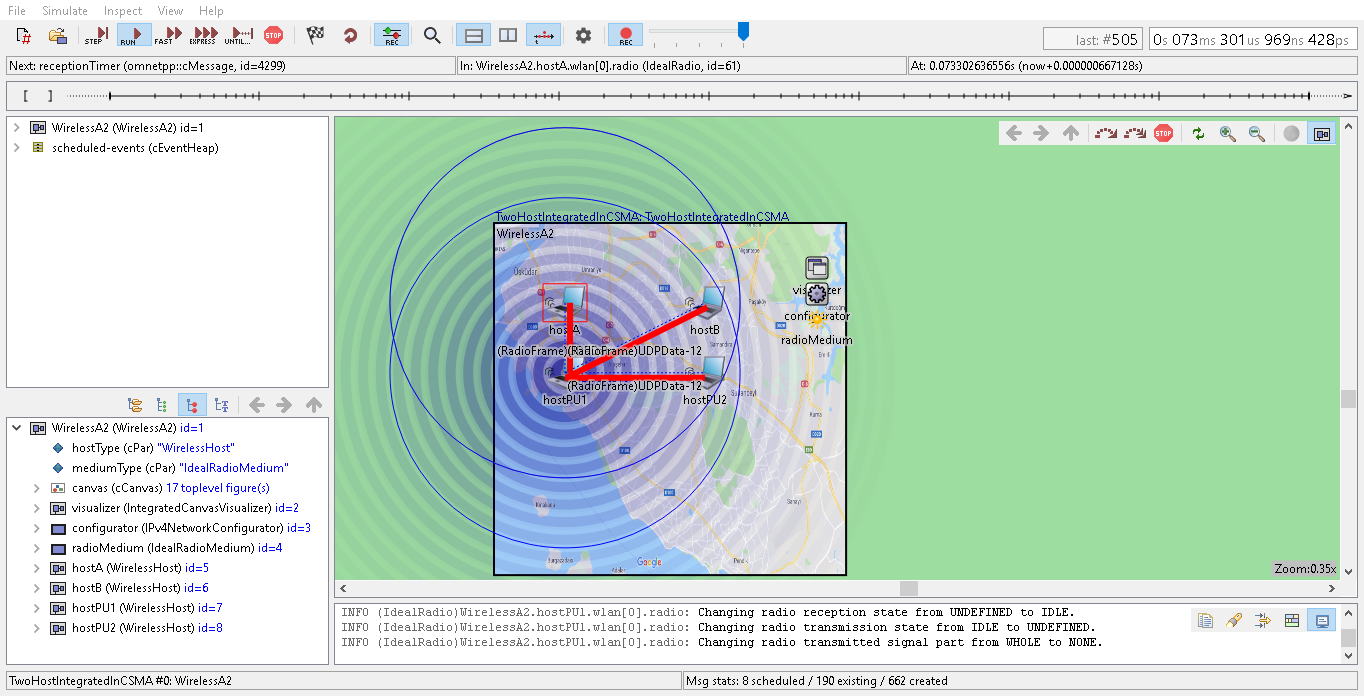 File Simulate Inspect View Help
STEP RUN FAST EXPRESS UNTIL... STOP REC REC
last: #505 0s 073ms 301us 969ns 428ps
Next: receptionTimer (omnetpp::cMessage, id=4299) In: WirelessA2.hostA.wlan[0].radio (IdealRadio, id=61) At: 0.073302636556s (now+0.000000667128s)
[ ]
WirelessA2 (WirelessA2) id=1
scheduled-events (cEventHeap)
STOP
TwoHostIntegratedInCSMA: TwoHostIntegratedInCSMA
WirelessA2
Üsküdar
Ümraniye
visualizer
hostA
hostB
configurator
radioMedium
(RadioFrame)(RadioFrame)UDPData-12
(RadioFrame)UDPData-12
hostPU1
hostPU2
Google
Zoom:0.35x
WirelessA2 (WirelessA2) id=1
hostType (cPar) "WirelessHost"
mediumType (cPar) "IdealRadioMedium"
canvas (cCanvas) 17 toplevel figure(s)
visualizer (IntegratedCanvasVisualizer) id=2
configurator (IPv4NetworkConfigurator) id=3
radioMedium (IdealRadioMedium) id=4
hostA (WirelessHost) id=5
hostB (WirelessHost) id=6
hostPU1 (WirelessHost) id=7
hostPU2 (WirelessHost) id=8
INFO (IdealRadio)WirelessA2.hostPU1.wlan[0].radio: Changing radio reception state from UNDEFINED to IDLE.
INFO (IdealRadio)WirelessA2.hostPU1.wlan[0].radio: Changing radio transmission state from IDLE to UNDEFINED.
INFO (IdealRadio)WirelessA2.hostPU1.wlan[0].radio: Changing radio transmitted signal part from WHOLE to NONE.
TwoHostIntegratedInCSMA #0: WirelessA2 Msg stats: 8 scheduled / 190 existing / 662 created